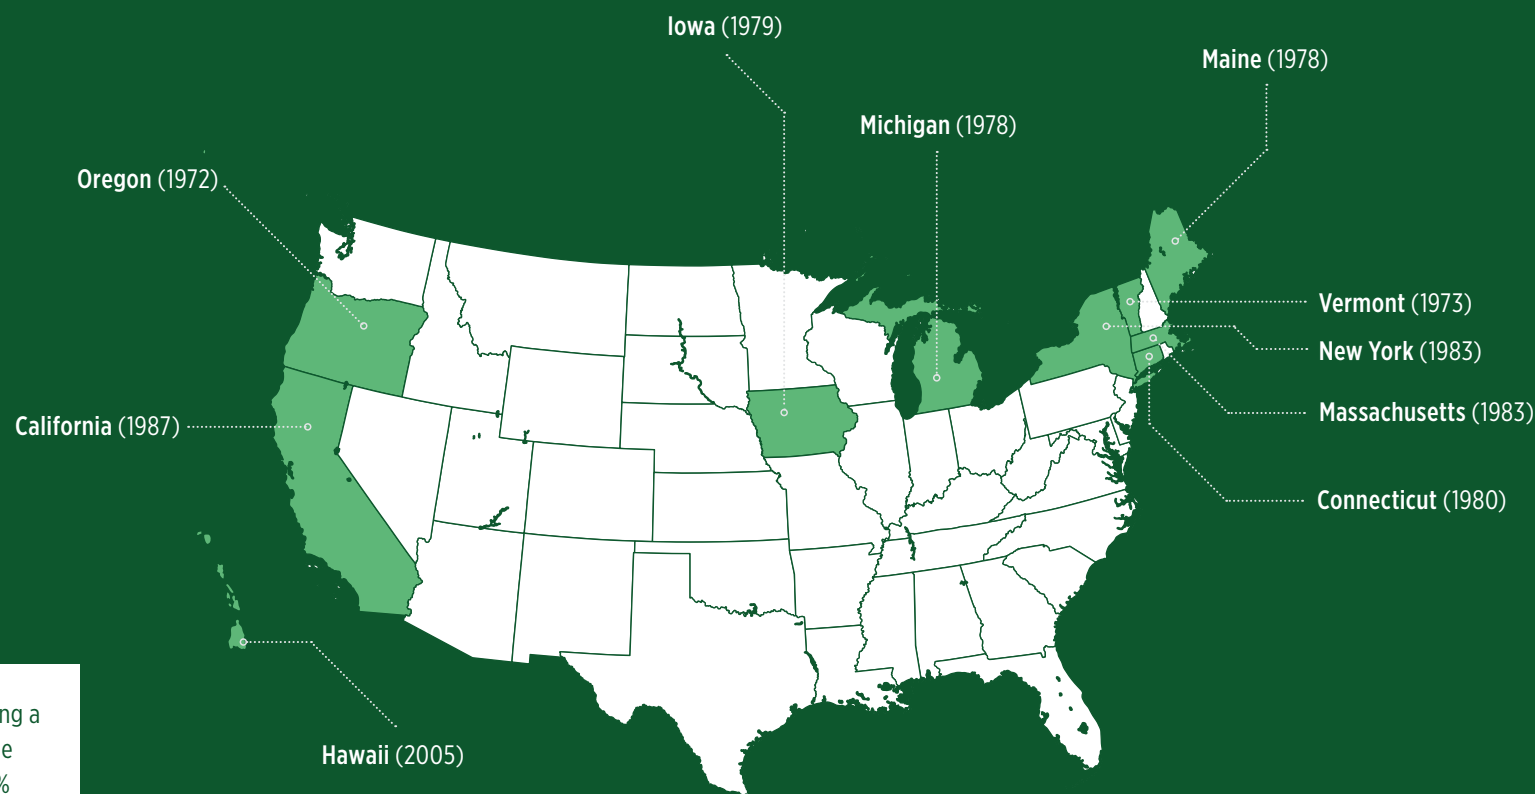 Iowa (1979)
Maine (1978)
Michigan (1978)
Oregon (1972)
Vermont (1973)
New York (1983)
California (1987)
Massachusetts (1983)
Connecticut (1980)
Hawaii (2005)
ng a
e
%